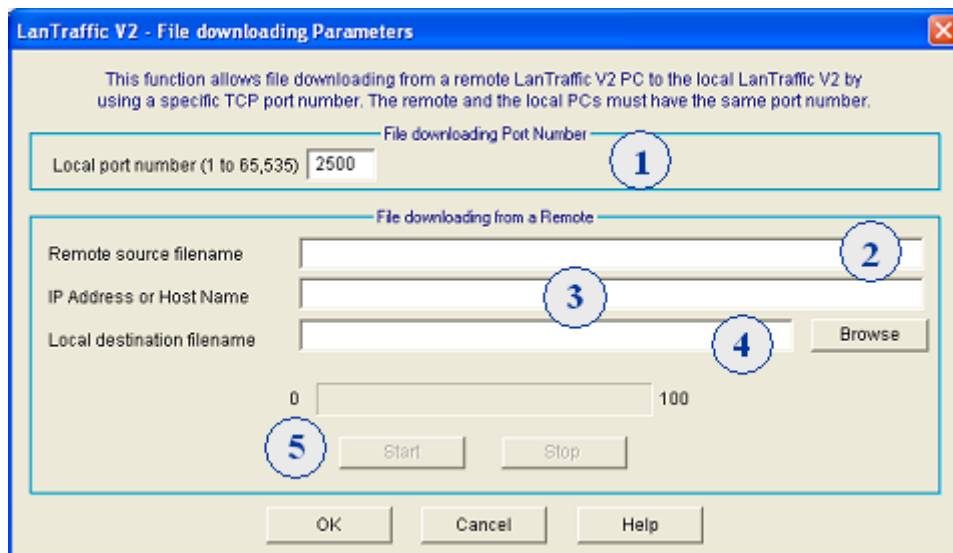 LanTraffic V2 - File downloading Parameters
This function allows file downloading from a remote LanTraffic V2 PC to the local LanTraffic V2 by
using a specific TCP port number. The remote and the local PCs must have the same port number.
File downloading Port Number
Local port number (1 to 65,535) 2500 1
File downloading from a Remote
Remote source filename 2
IP Address or Host Name 3
Local destination filename 4 Browse
0 100
5 Start Stop
OK Cancel Help